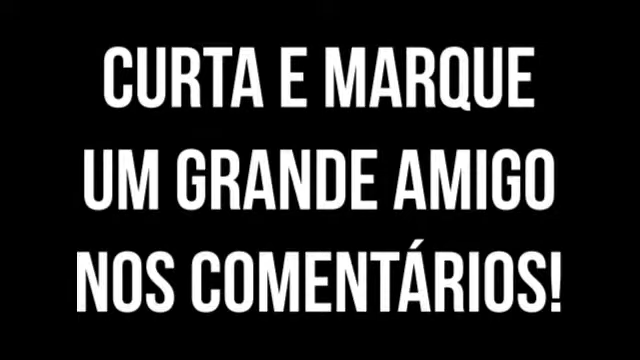 CURTA E MARQUE
UM GRANDE AMIGO
NOS COMENTÁRIOS!